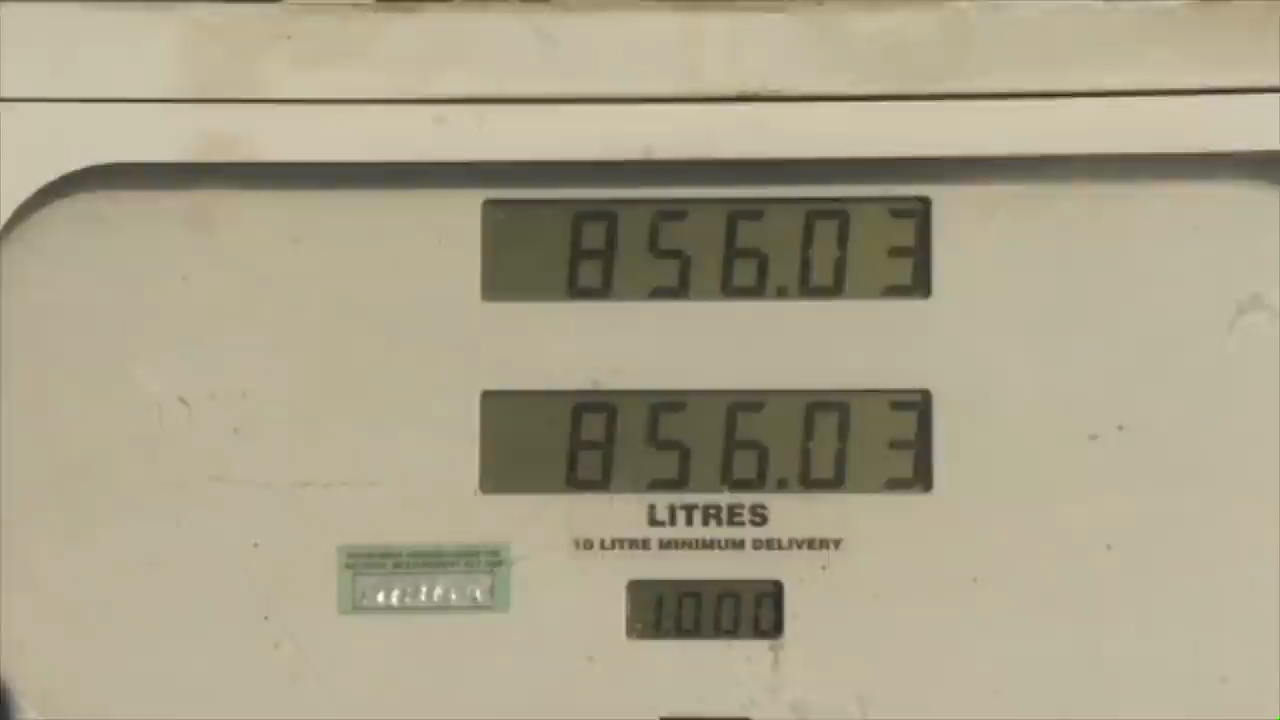 856.03
856.03
LITRES
10 LITRE MINIMUM DELIVERY
1.000